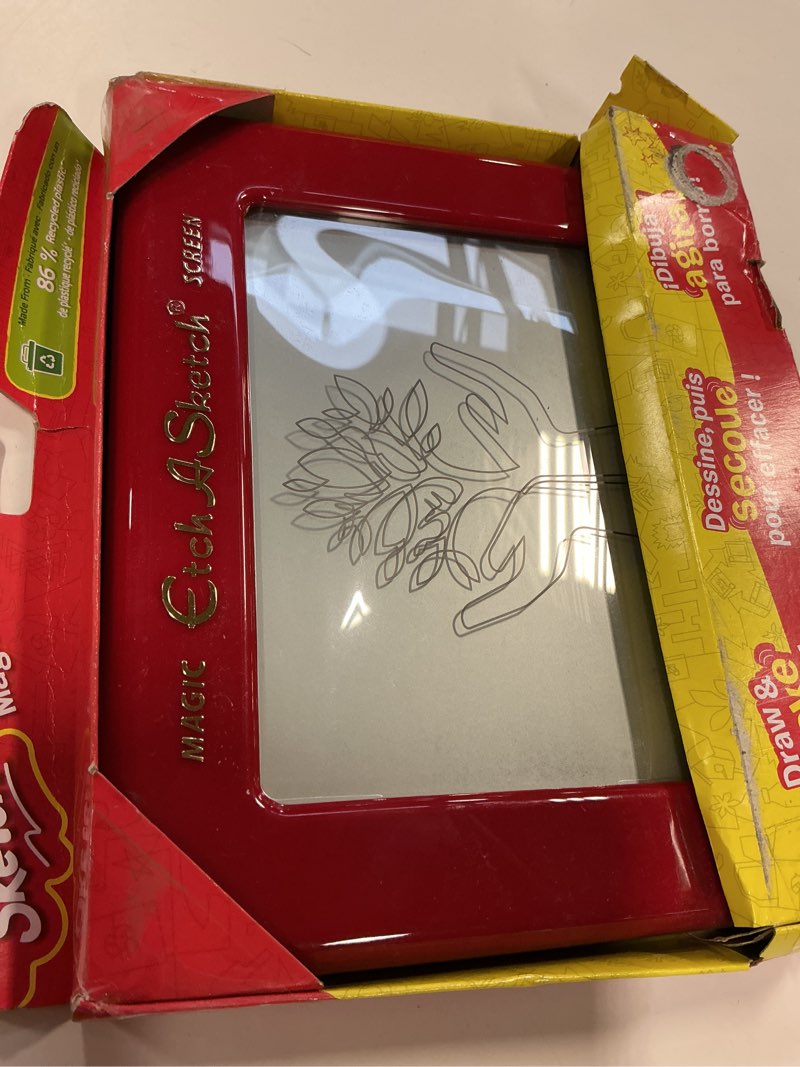 MAGIC Etch A Sketch® SCREEN
Made From · Fabriqué avec · Fabricado con un
86 % Recycled plastic
de plastique recyclé · de plástico reciclado
Sketch
Mag
¡Dibuja
agita
para borr
Dessine, puis
secoue
pour effacer !
Draw &